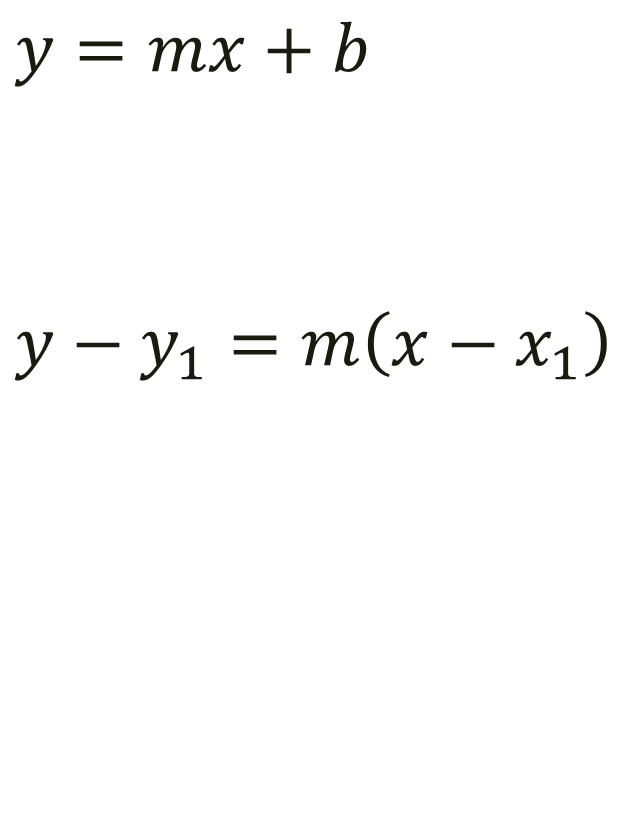 y = mx + b
y − y₁ = m(x − x₁)